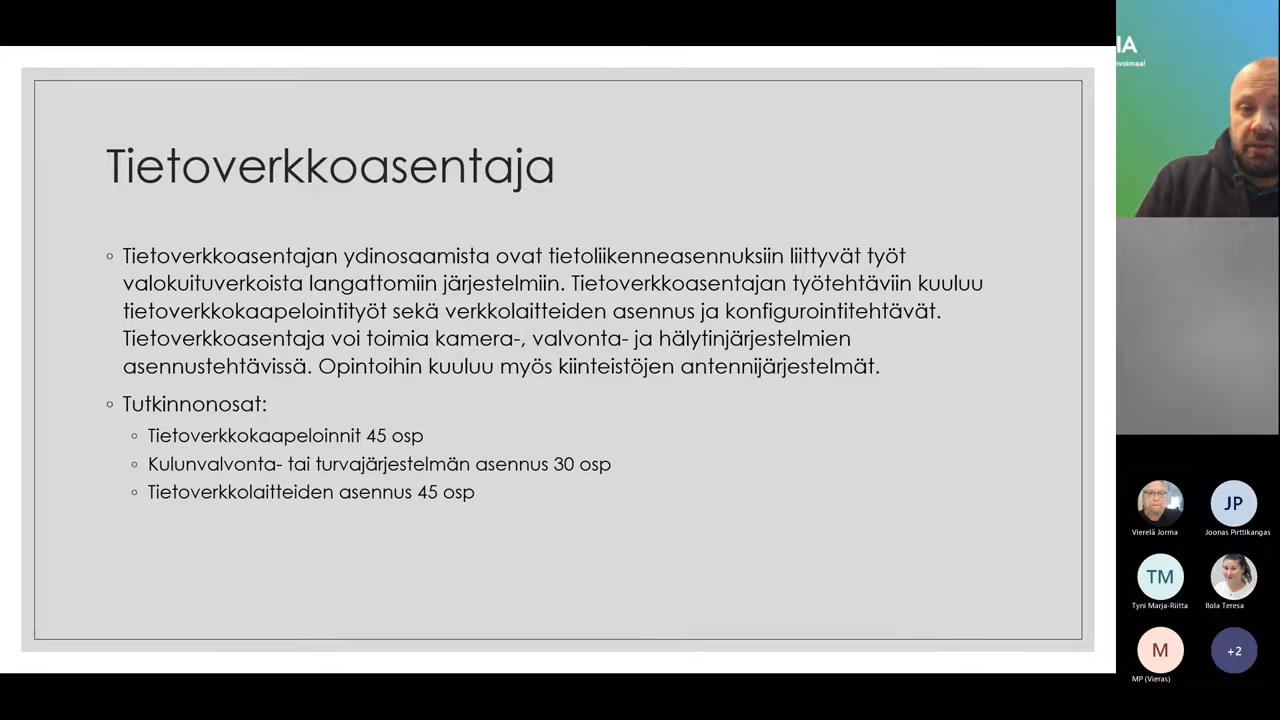 Tietoverkkoasentaja
Tietoverkkoasentajan ydinosaamista ovat tietoliikenneasennuksiin liittyvät työt
valokuituverkoista langattomiin järjestelmiin. Tietoverkkoasentajan työtehtäviin kuuluu
tietoverkkokaapelointityöt sekä verkkolaitteiden asennus ja konfigurointitehtävät.
Tietoverkkoasentaja voi toimia kamera-, valvonta- ja hälytinjärjestelmien
asennustehtävissä. Opintoihin kuuluu myös kiinteistöjen antennijärjestelmät.
Tutkinnonosat:
Tietoverkkokaapeloinnit 45 osp
Kulunvalvonta- tai turvajärjestelmän asennus 30 osp
Tietoverkkolaitteiden asennus 45 osp
IA
voimaa!
JP
Vierelä Jorma
Joonas Pirttikangas
TM
Tyni Marja-Riitta
Ilola Teresa
M
+2
MP (Vieras)